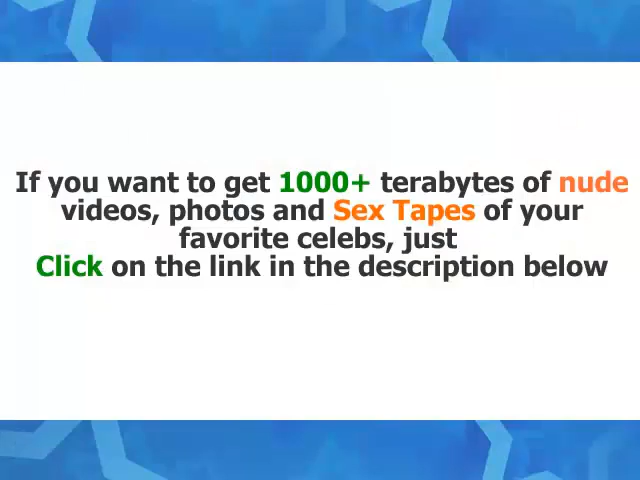 If you want to get 1000+ terabytes of nude
videos, photos and Sex Tapes of your
favorite celebs, just
Click on the link in the description below